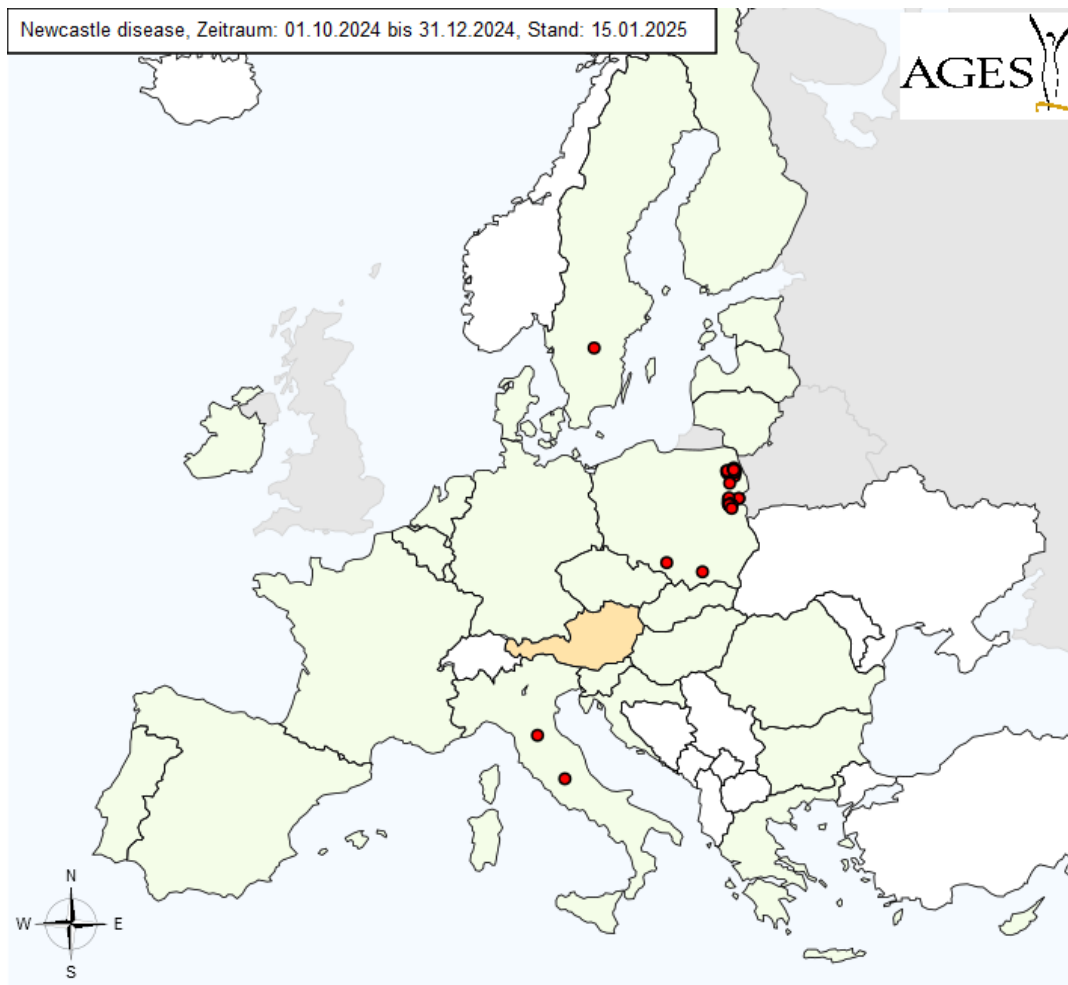 Newcastle disease, Zeitraum: 01.10.2024 bis 31.12.2024, Stand: 15.01.2025
AGES
N
W E
S